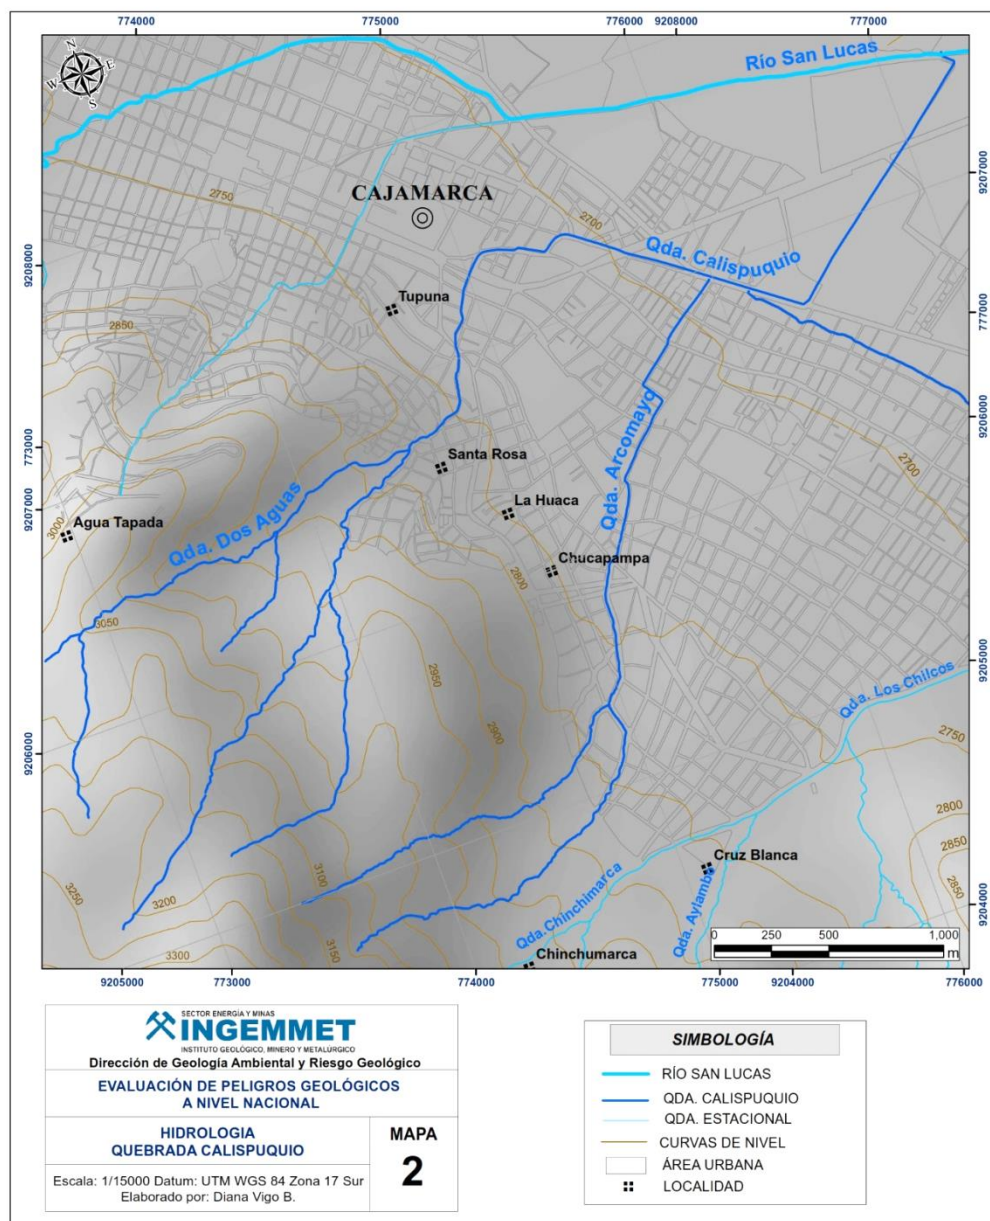 774000
775000
776000
9208000
777000
Río San Lucas
N
W
E
S
2750
CAJAMARCA
2700
9207000
Qda. Calispuquio
9208000
Tupuna
777000
2850
9206000
773000
Santa Rosa
Qda. Arcomayo
2700
9207000
3000
Agua Tapada
La Huaca
Qda. Dos Aguas
Chucapampa
2800
3050
9205000
2950
Qda. Los Chilcos
2900
2750
9206000
2800
2850
Cruz Blanca
3100
2850
3250
3200
Qda. Chinchimarca
Qda. Aylambo
9204000
0 250 500 1,000
m
3300
3150
Chinchumarca
9205000
773000
774000
775000
9204000
776000
SECTOR ENERGÍA Y MINAS
INGEMMET
INSTITUTO GEOLÓGICO, MINERO Y METALÚRGICO
Dirección de Geología Ambiental y Riesgo Geológico
EVALUACIÓN DE PELIGROS GEOLÓGICOS
A NIVEL NACIONAL
HIDROLOGIA
QUEBRADA CALISPUQUIO
MAPA
2
Escala: 1/15000 Datum: UTM WGS 84 Zona 17 Sur
Elaborado por: Diana Vigo B.
SIMBOLOGÍA
RÍO SAN LUCAS
QDA. CALISPUQUIO
QDA. ESTACIONAL
CURVAS DE NIVEL
ÁREA URBANA
LOCALIDAD